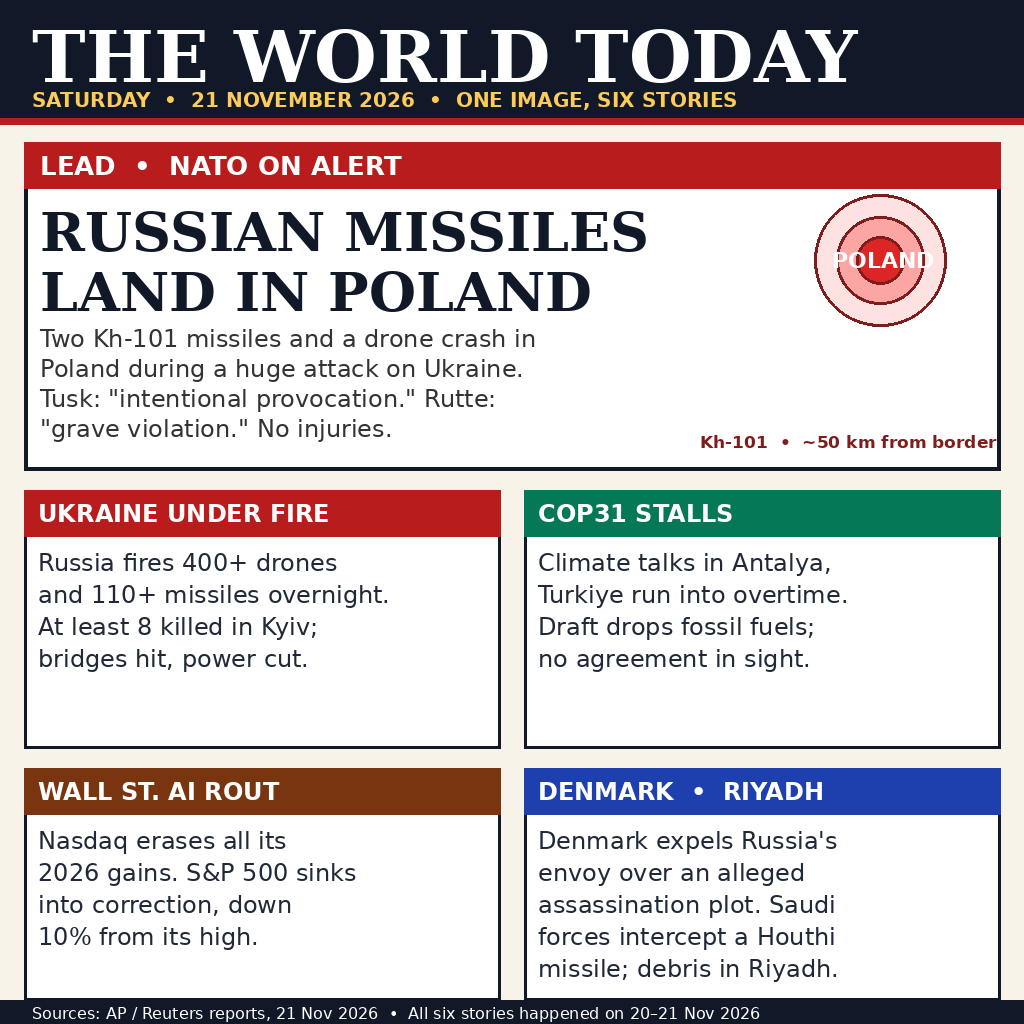 THE WORLD TODAY
SATURDAY • 21 NOVEMBER 2026 • ONE IMAGE, SIX STORIES
LEAD • NATO ON ALERT
RUSSIAN MISSILES
LAND IN POLAND
Two Kh-101 missiles and a drone crash in
Poland during a huge attack on Ukraine.
Tusk: "intentional provocation." Rutte:
"grave violation." No injuries.
POLAND
Kh-101 • ~50 km from border
UKRAINE UNDER FIRE
Russia fires 400+ drones
and 110+ missiles overnight.
At least 8 killed in Kyiv;
bridges hit, power cut.
COP31 STALLS
Climate talks in Antalya,
Turkiye run into overtime.
Draft drops fossil fuels;
no agreement in sight.
WALL ST. AI ROUT
Nasdaq erases all its
2026 gains. S&P 500 sinks
into correction, down
10% from its high.
DENMARK • RIYADH
Denmark expels Russia's
envoy over an alleged
assassination plot. Saudi
forces intercept a Houthi
missile; debris in Riyadh.
Sources: AP / Reuters reports, 21 Nov 2026 • All six stories happened on 20–21 Nov 2026